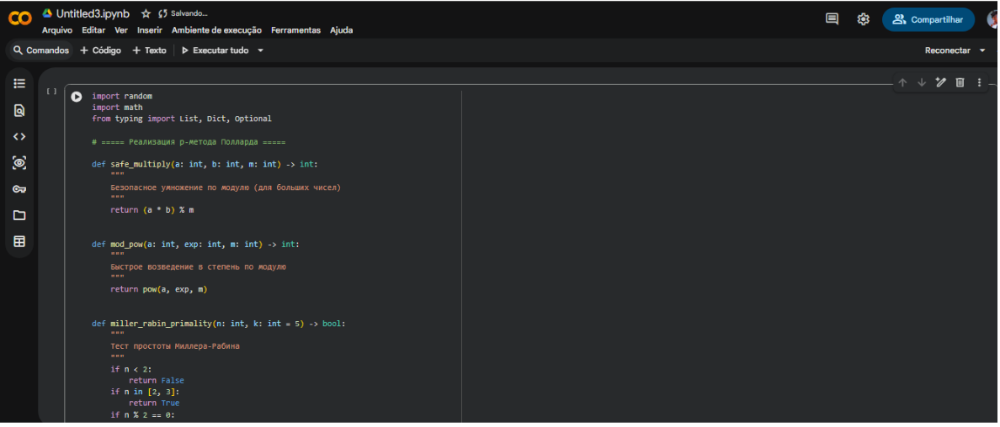 Untitled3.ipynb Salvando...
Arquivo Editar Ver Inserir Ambiente de execução Ferramentas Ajuda
Compartilhar
Comandos + Código + Texto Executar tudo
Reconectar
[ ]
import random
import math
from typing import List, Dict, Optional
# ===== Реализация p-метода Полларда =====
def safe_multiply(a: int, b: int, m: int) -> int:
"""
Безопасное умножение по модулю (для больших чисел)
"""
return (a * b) % m
def mod_pow(a: int, exp: int, m: int) -> int:
"""
Быстрое возведение в степень по модулю
"""
return pow(a, exp, m)
def miller_rabin_primality(n: int, k: int = 5) -> bool:
"""
Тест простоты Миллера-Рабина
"""
if n < 2:
return False
if n in [2, 3]:
return True
if n % 2 == 0: